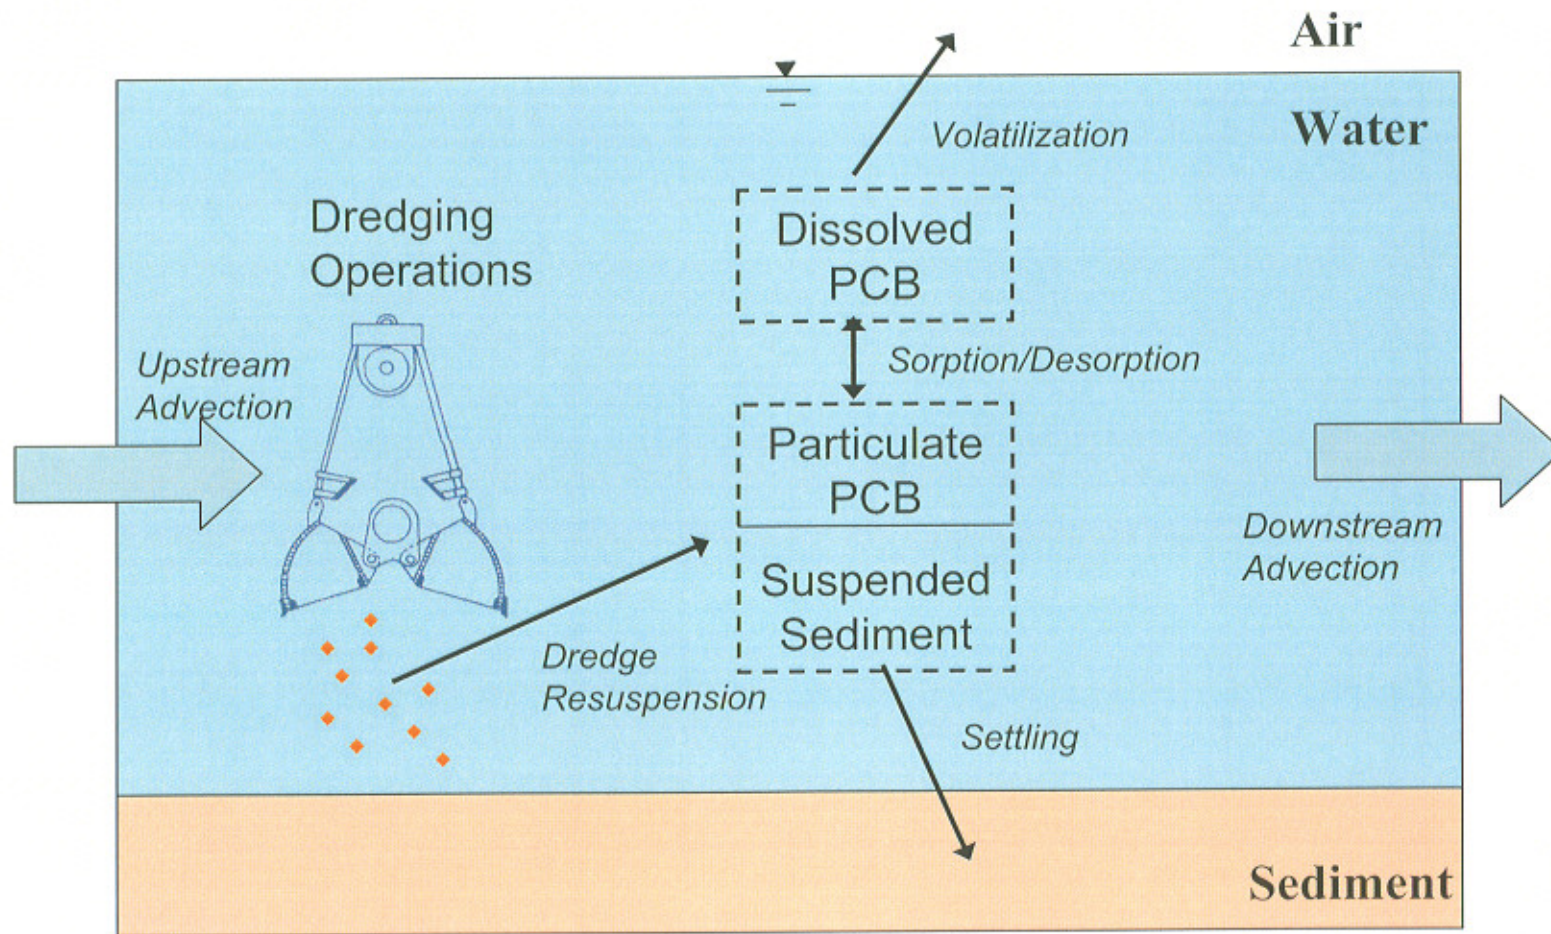 Air
Water
Volatilization
Dissolved
PCB
Dredging
Operations
Sorption/Desorption
Upstream
Advection
Particulate
PCB
Downstream
Advection
Suspended
Sediment
Dredge
Resuspension
Settling
Sediment